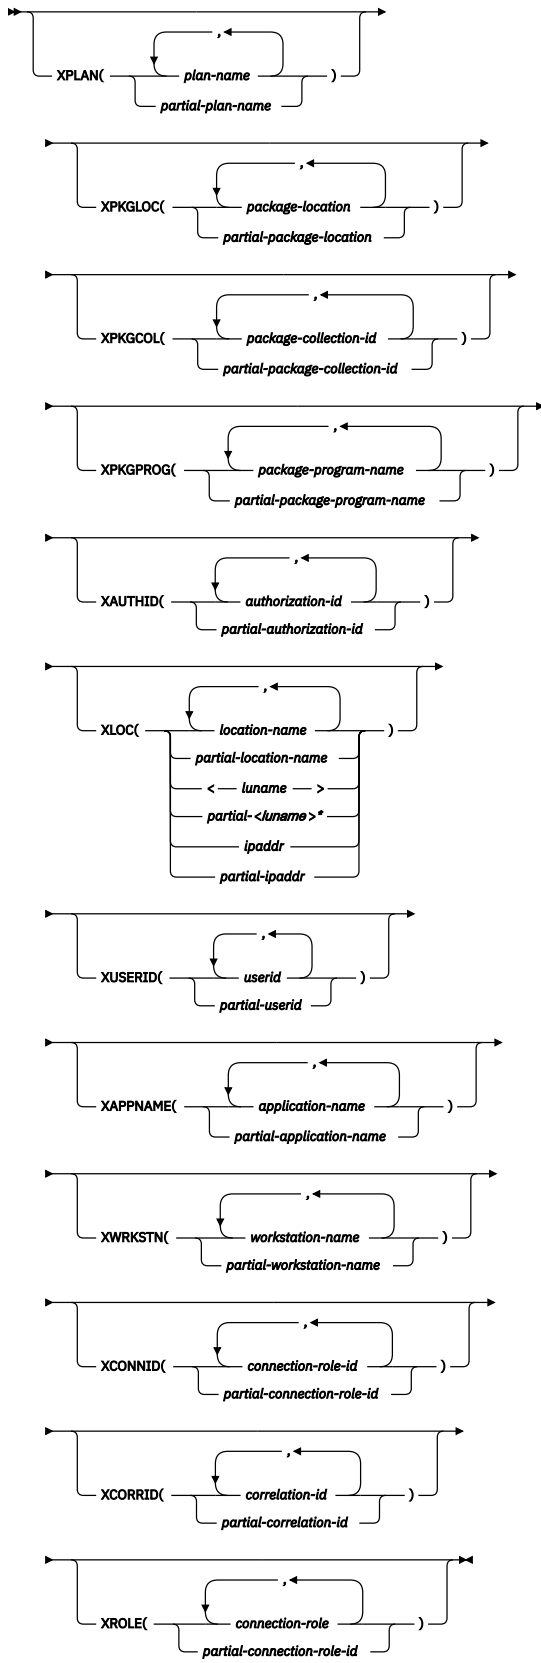 ,
XPLAN( plan-name )
partial-plan-name
,
XPKGLOC( package-location )
partial-package-location
,
XPKGCOL( package-collection-id )
partial-package-collection-id
,
XPKGPROG( package-program-name )
partial-package-program-name
,
XAUTHID( authorization-id )
partial-authorization-id
,
XLOC( location-name )
partial-location-name
< luname >
partial-<luname>*
ipaddr
partial-ipaddr
,
XUSERID( userid )
partial-userid
,
XAPPNAME( application-name )
partial-application-name
,
XWRKSTN( workstation-name )
partial-workstation-name
,
XCONNID( connection-role-id )
partial-connection-role-id
,
XCORRID( correlation-id )
partial-correlation-id
,
XROLE( connection-role )
partial-connection-role-id